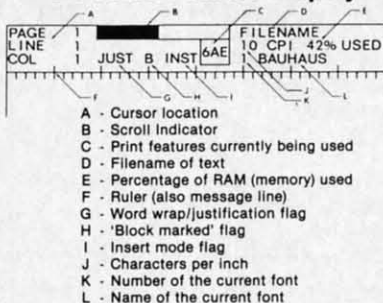 A B C D E
PAGE 1 FILENAME
LINE 1 10 CPI 42% USED
COL 1 JUST B INST 6AE 1 BAUHAUS
F G H I J K L
A - Cursor location
B - Scroll Indicator
C - Print features currently being used
D - Filename of text
E - Percentage of RAM (memory) used
F - Ruler (also message line)
G - Word wrap/justification flag
H - 'Block marked' flag
I - Insert mode flag
J - Characters per inch
K - Number of the current font
L - Name of the current font